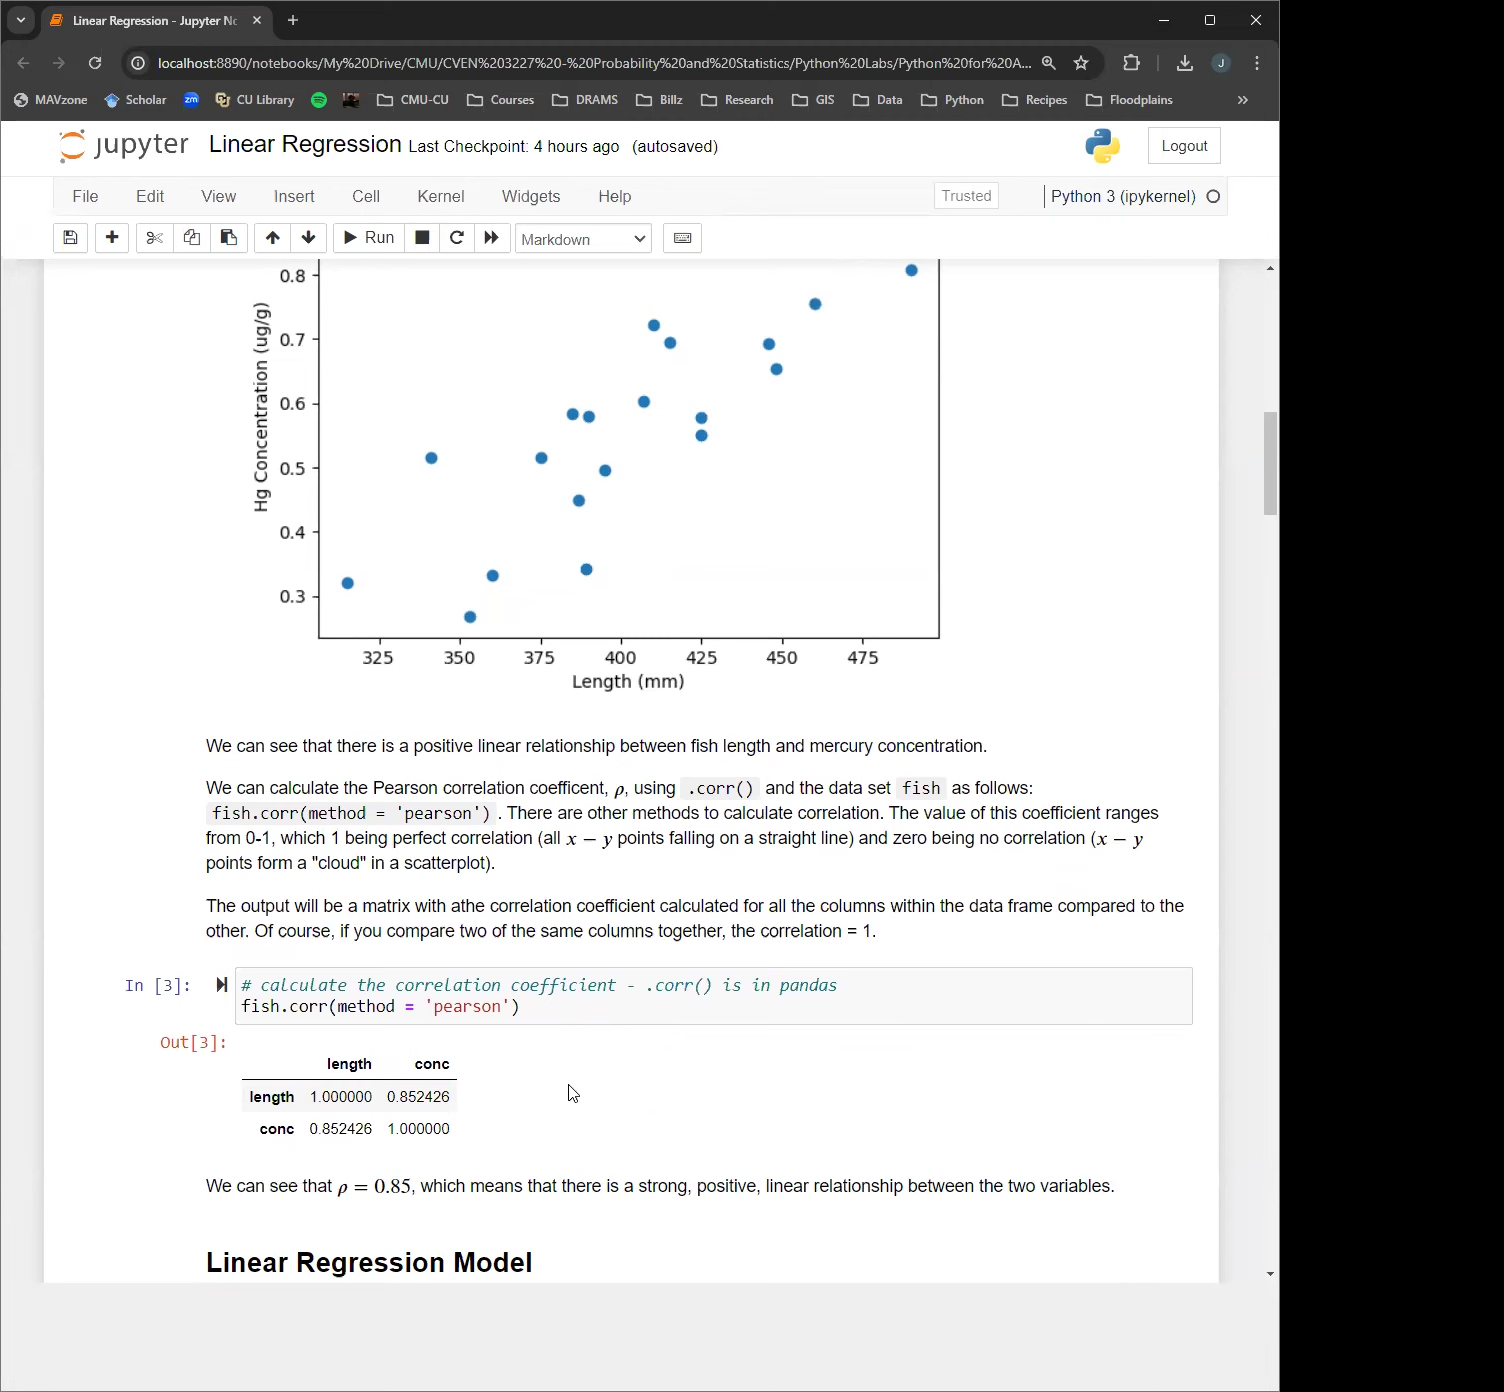 Linear Regression - Jupyter No
localhost:8890/notebooks/My%20Drive/CMU/CVEN%203227%20-%20Probability%20and%20Statistics/Python%20Labs/Python%20for%20A...
J
MAVzone Scholar zm CU Library CMU-CU Courses DRAMS Billz Research GIS Data Python Recipes Floodplains »
jupyter Linear Regression Last Checkpoint: 4 hours ago (autosaved) Logout
File Edit View Insert Cell Kernel Widgets Help Trusted Python 3 (ipykernel)
Run Markdown
0.8
0.7
0.6
0.5
0.4
0.3
Hg Concentration (ug/g)
325 350 375 400 425 450 475
Length (mm)
We can see that there is a positive linear relationship between fish length and mercury concentration.
We can calculate the Pearson correlation coefficent, ρ, using .corr() and the data set fish as follows:
fish.corr(method = 'pearson') . There are other methods to calculate correlation. The value of this coefficient ranges
from 0-1, which 1 being perfect correlation (all x − y points falling on a straight line) and zero being no correlation (x − y
points form a "cloud" in a scatterplot).
The output will be a matrix with athe correlation coefficient calculated for all the columns within the data frame compared to the
other. Of course, if you compare two of the same columns together, the correlation = 1.
In [3]: # calculate the correlation coefficient - .corr() is in pandas
fish.corr(method = 'pearson')
Out[3]:
length conc
length 1.000000 0.852426
conc 0.852426 1.000000
We can see that ρ = 0.85, which means that there is a strong, positive, linear relationship between the two variables.
Linear Regression Model